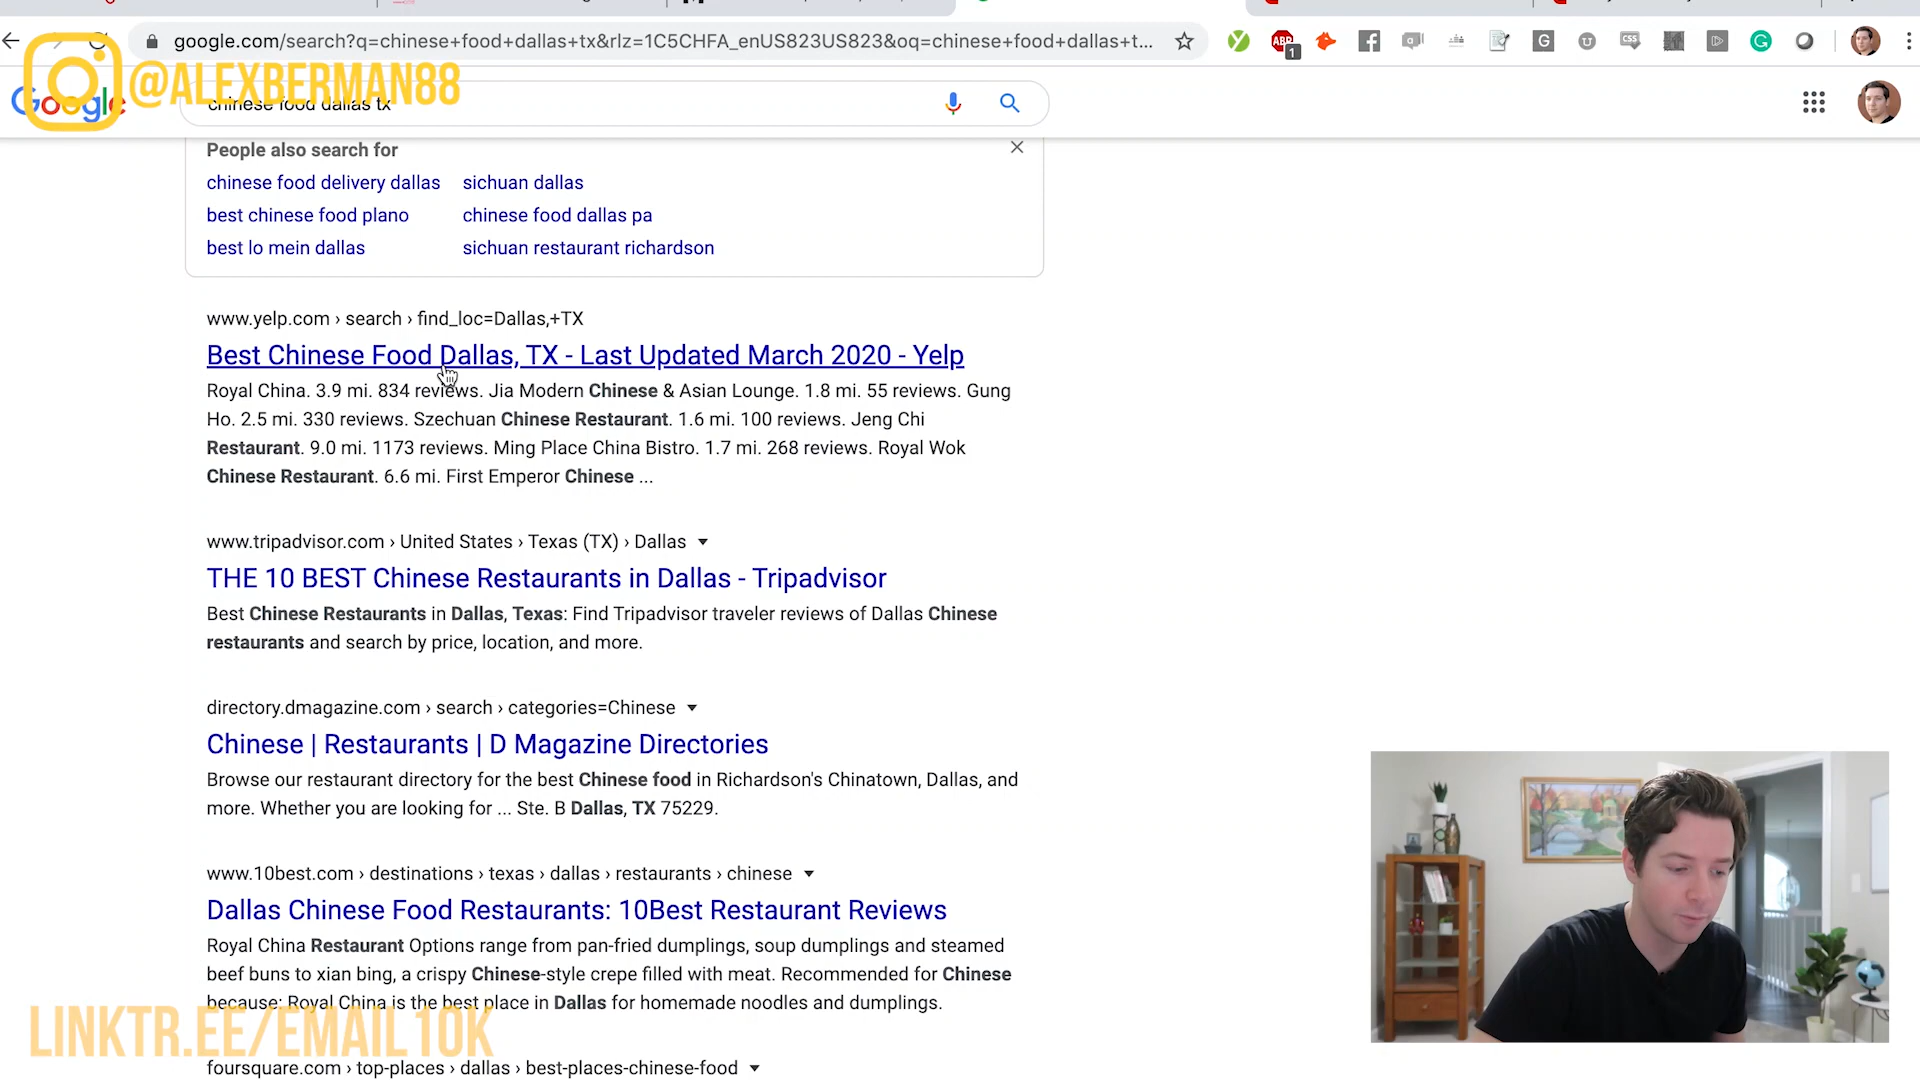 google.com/search?q=chinese+food+dallas+tx&rlz=1C5CHFA_enUS823US823&oq=chinese+food+dallas+t...
ABP
1
G
U
CSS
G
@ALEXBERMAN88
Google
chinese food dallas tx
People also search for
chinese food delivery dallas
sichuan dallas
best chinese food plano
chinese food dallas pa
best lo mein dallas
sichuan restaurant richardson
www.yelp.com › search › find_loc=Dallas,+TX
Best Chinese Food Dallas, TX - Last Updated March 2020 - Yelp
Royal China. 3.9 mi. 834 reviews. Jia Modern Chinese & Asian Lounge. 1.8 mi. 55 reviews. Gung
Ho. 2.5 mi. 330 reviews. Szechuan Chinese Restaurant. 1.6 mi. 100 reviews. Jeng Chi
Restaurant. 9.0 mi. 1173 reviews. Ming Place China Bistro. 1.7 mi. 268 reviews. Royal Wok
Chinese Restaurant. 6.6 mi. First Emperor Chinese ...
www.tripadvisor.com › United States › Texas (TX) › Dallas
THE 10 BEST Chinese Restaurants in Dallas - Tripadvisor
Best Chinese Restaurants in Dallas, Texas: Find Tripadvisor traveler reviews of Dallas Chinese
restaurants and search by price, location, and more.
directory.dmagazine.com › search › categories=Chinese
Chinese | Restaurants | D Magazine Directories
Browse our restaurant directory for the best Chinese food in Richardson's Chinatown, Dallas, and
more. Whether you are looking for ... Ste. B Dallas, TX 75229.
www.10best.com › destinations › texas › dallas › restaurants › chinese
Dallas Chinese Food Restaurants: 10Best Restaurant Reviews
Royal China Restaurant Options range from pan-fried dumplings, soup dumplings and steamed
beef buns to xian bing, a crispy Chinese-style crepe filled with meat. Recommended for Chinese
because: Royal China is the best place in Dallas for homemade noodles and dumplings.
LINKTR.EE/EMAIL10K
foursquare.com › top-places › dallas › best-places-chinese-food